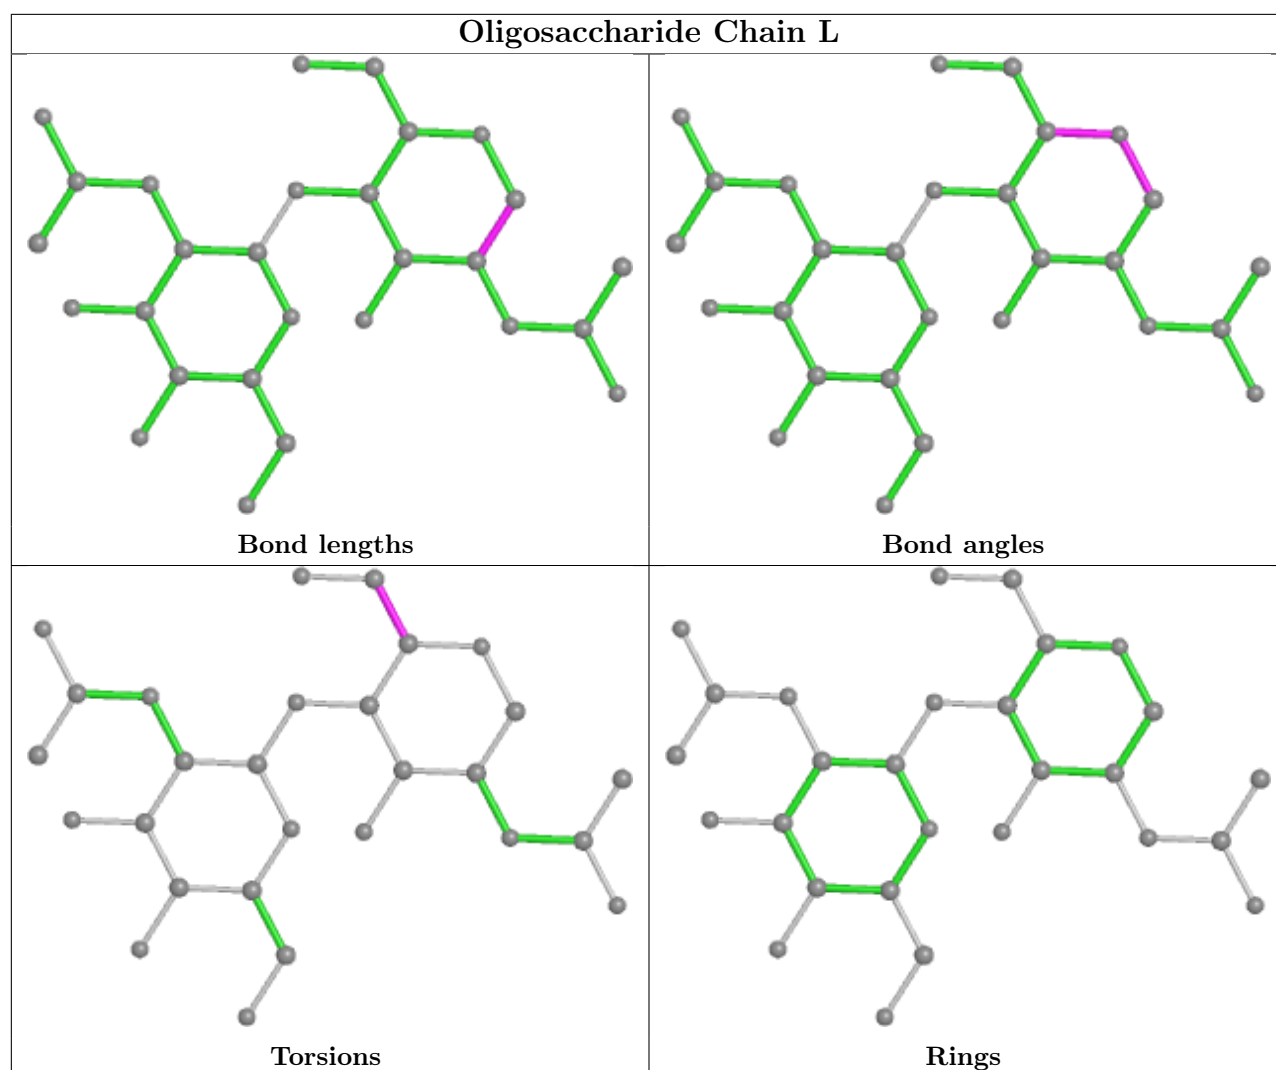 Oligosaccharide Chain L
Bond lengths
Bond angles
Torsions
Rings